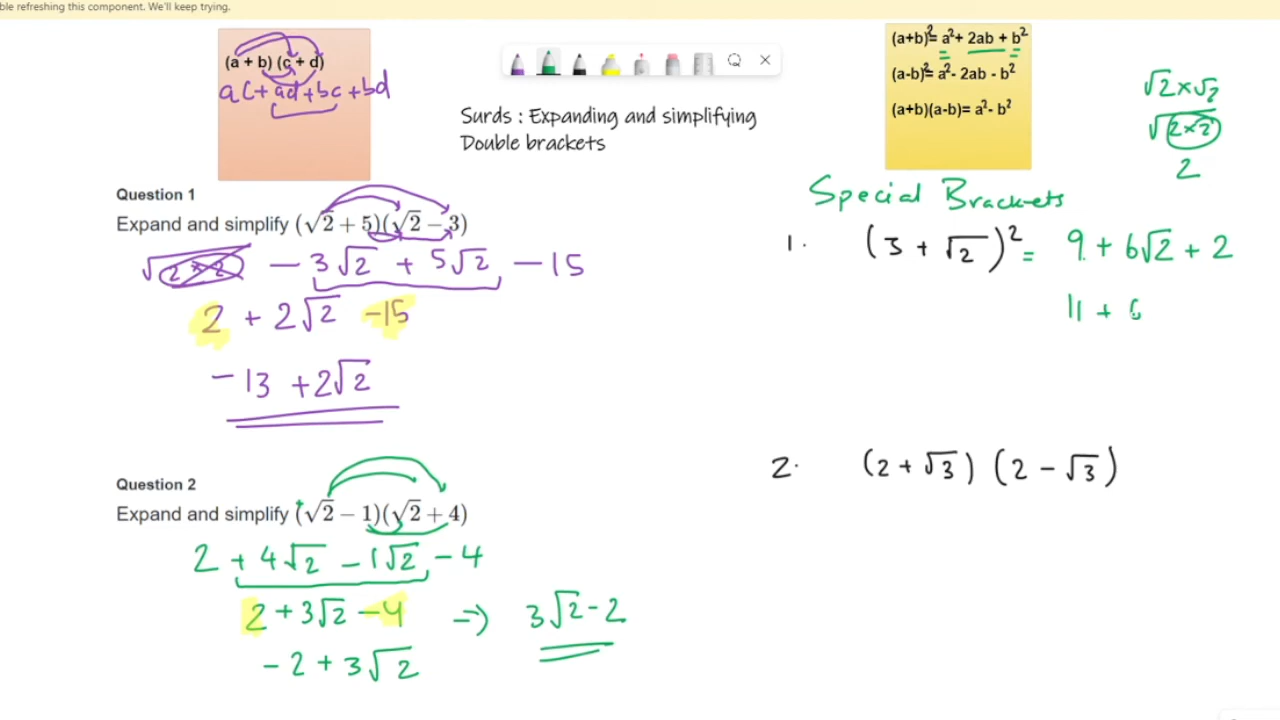 ble refreshing this component. We'll keep trying.
(a + b) (c + d)
ac + ad + bc + bd
Surds : Expanding and simplifying
Double brackets
(a+b)²= a²+ 2ab + b²
(a-b)²= a²- 2ab - b²
(a+b)(a-b)= a²- b²
√2 × √2
√2×2
2
Question 1
Expand and simplify (√2 + 5)(√2 − 3)
√2×2 − 3√2 + 5√2 − 15
2 + 2√2 −15
−13 + 2√2
Question 2
Expand and simplify (√2 − 1)(√2 + 4)
2 + 4√2 − 1√2 − 4
2 + 3√2 − 4 => 3√2 − 2
− 2 + 3√2
Special Brackets
1. (3 + √2)² = 9 + 6√2 + 2
11 + 6
2. (2 + √3) (2 − √3)